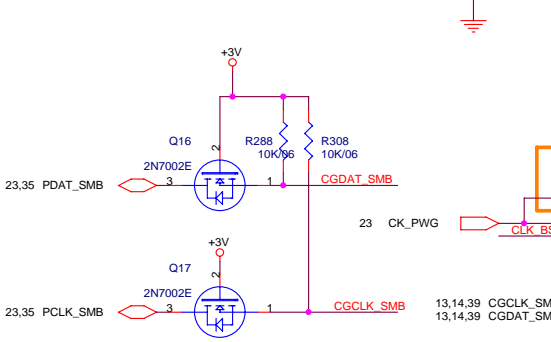 +3V
Q16
2N7002E
2
R288
10K/06
R308
10K/06
23,35 PDAT_SMB
3
1
CGDAT_SMB
23 CK_PWG
+3V
Q17
2N7002E
2
23,35 PCLK_SMB
3
1
CGCLK_SMB
13,14,39 CGCLK_SM
13,14,39 CGDAT_SM